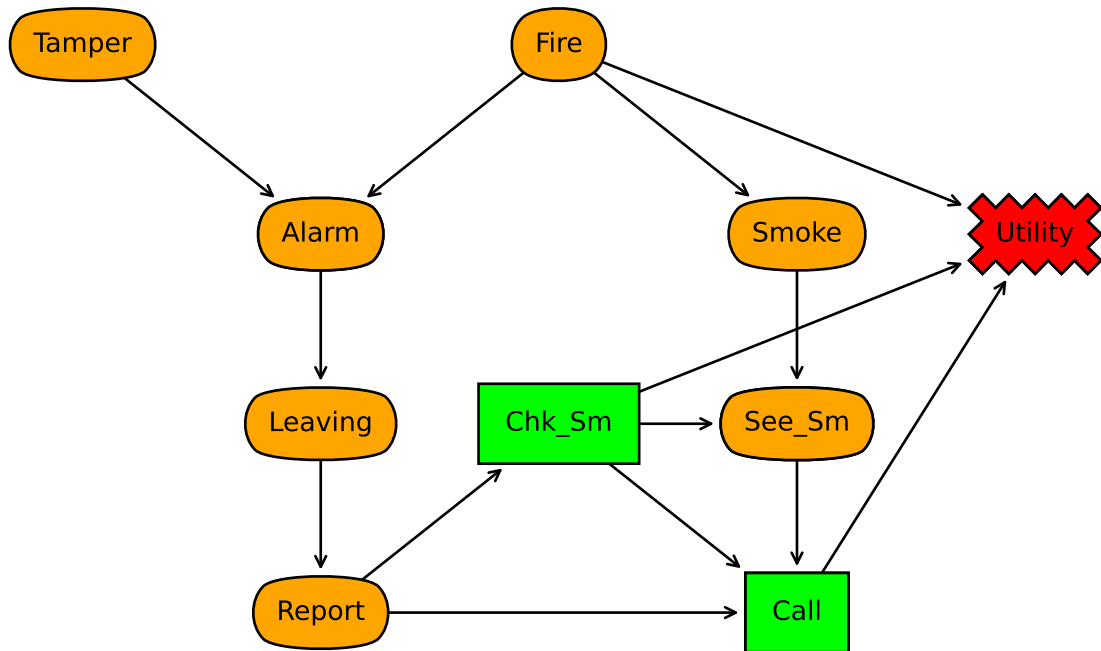 Tamper
Fire
Alarm
Smoke
Utility
Leaving
Chk_Sm
See_Sm
Report
Call